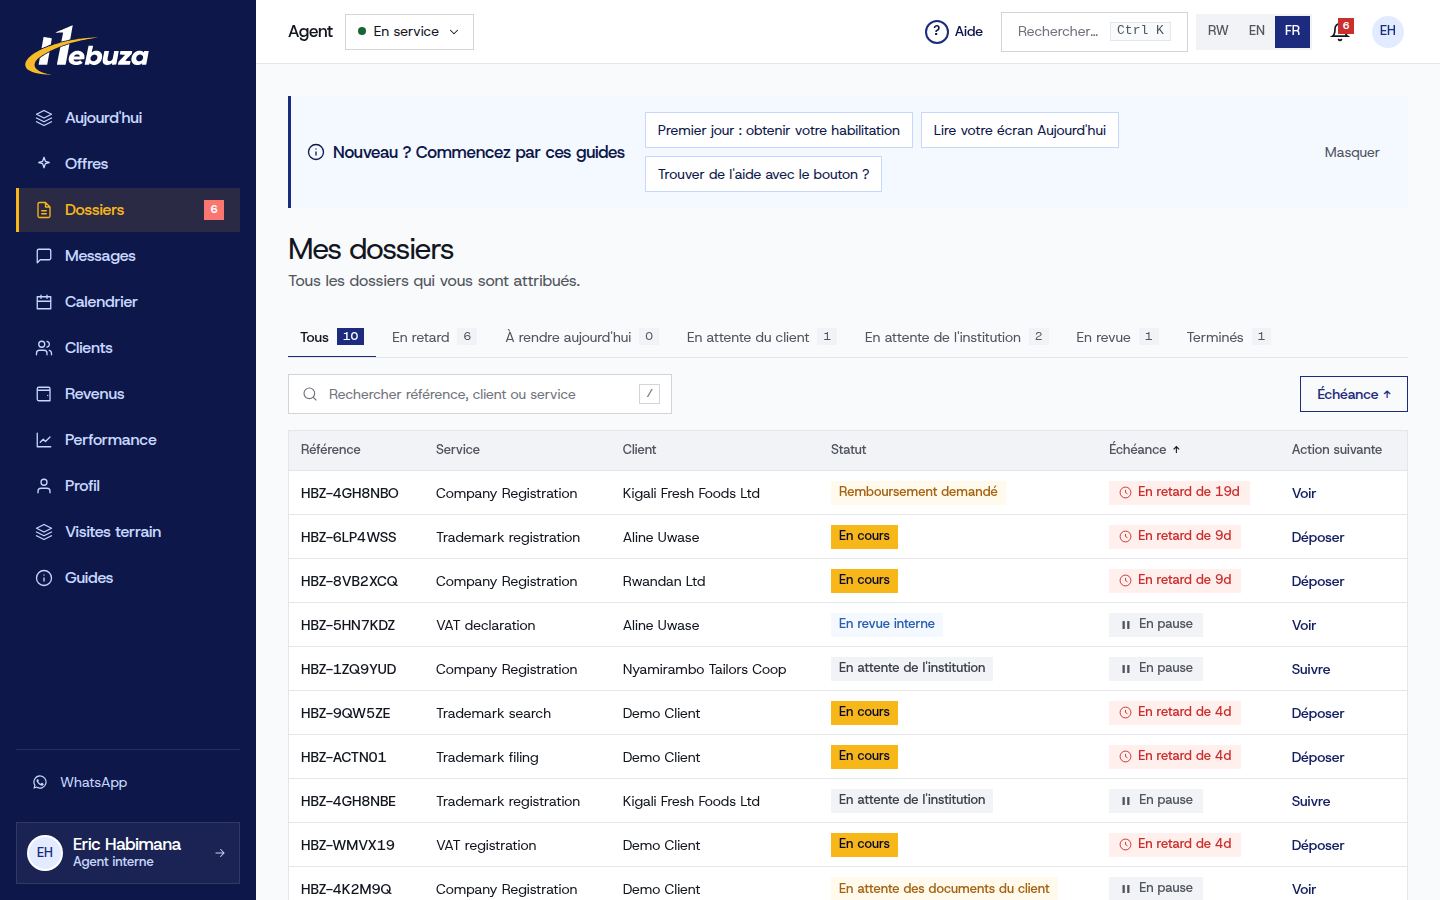 Hebuza
Agent
En service
Aide
Rechercher...
Ctrl K
RW
EN
FR
6
EH
Aujourd'hui
Offres
Dossiers
6
Messages
Calendrier
Clients
Revenus
Performance
Profil
Visites terrain
Guides
WhatsApp
EH
Eric Habimana
Agent interne
Nouveau ? Commencez par ces guides
Premier jour : obtenir votre habilitation
Lire votre écran Aujourd'hui
Trouver de l'aide avec le bouton ?
Masquer
Mes dossiers
Tous les dossiers qui vous sont attribués.
Tous 10
En retard 6
À rendre aujourd'hui 0
En attente du client 1
En attente de l'institution 2
En revue 1
Terminés 1
Rechercher référence, client ou service /
Échéance ↑
Référence Service Client Statut Échéance ↑ Action suivante
HBZ-4GH8NBO Company Registration Kigali Fresh Foods Ltd Remboursement demandé En retard de 19d Voir
HBZ-6LP4WSS Trademark registration Aline Uwase En cours En retard de 9d Déposer
HBZ-8VB2XCQ Company Registration Rwandan Ltd En cours En retard de 9d Déposer
HBZ-5HN7KDZ VAT declaration Aline Uwase En revue interne En pause Voir
HBZ-1ZQ9YUD Company Registration Nyamirambo Tailors Coop En attente de l'institution En pause Suivre
HBZ-9QW5ZE Trademark search Demo Client En cours En retard de 4d Déposer
HBZ-ACTN01 Trademark filing Demo Client En cours En retard de 4d Déposer
HBZ-4GH8NBE Trademark registration Kigali Fresh Foods Ltd En attente de l'institution En pause Suivre
HBZ-WMVX19 VAT registration Demo Client En cours En retard de 4d Déposer
HBZ-4K2M9Q Company Registration Demo Client En attente des documents du client En pause Voir